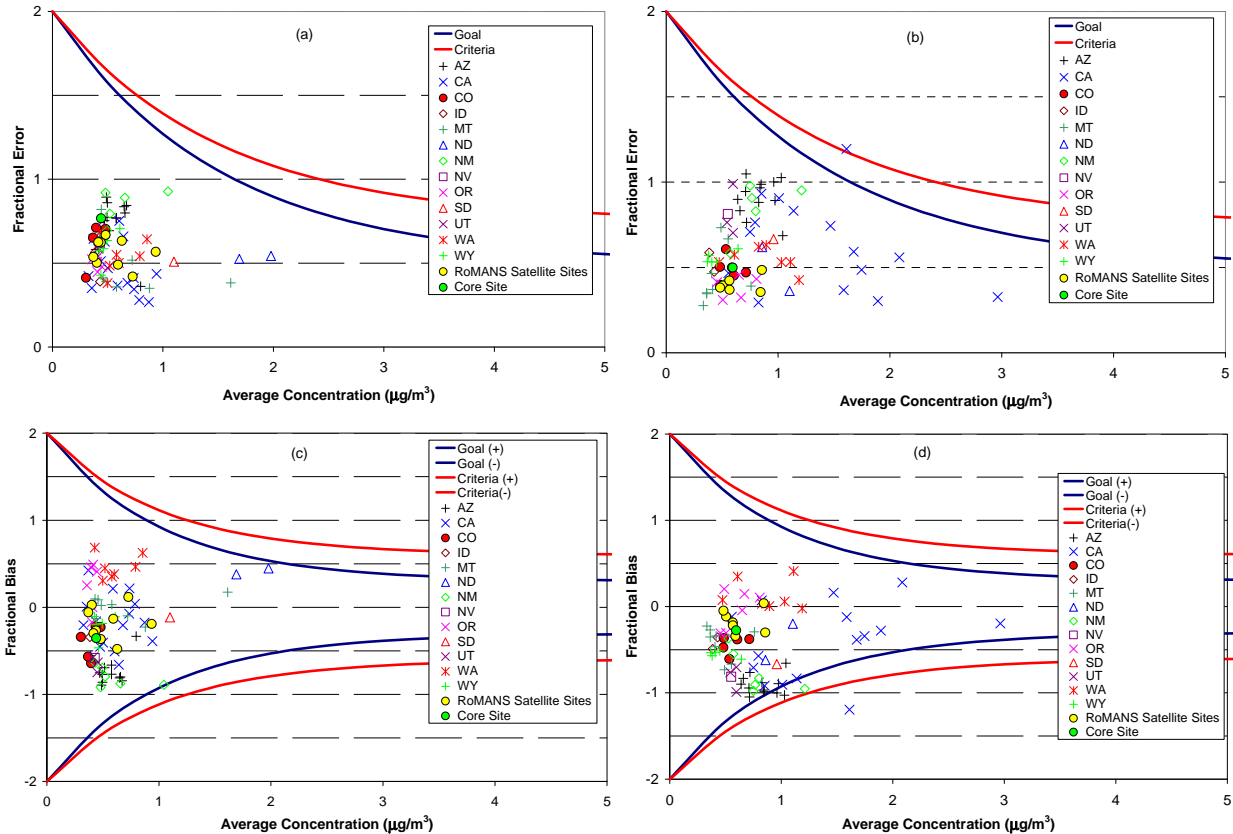 (a)
Fractional Error
2
1
0
0
1
2
3
4
5
Average Concentration (μg/m³)
Goal
Criteria
AZ
CA
CO
ID
MT
ND
NM
NV
OR
SD
UT
WA
WY
RoMANS Satellite Sites
Core Site
(b)
Fractional Error
2
1
0
0
1
2
3
4
5
Average Concentration (μg/m³)
Goal
Criteria
AZ
CA
CO
ID
MT
ND
NM
NV
OR
SD
UT
WA
WY
RoMANS Satellite Sites
Core Site
(c)
Fractional Bias
2
1
0
-1
-2
0
1
2
3
4
5
Average Concentration (μg/m³)
Goal (+)
Goal (-)
Criteria (+)
Criteria(-)
AZ
CA
CO
ID
MT
ND
NM
NV
OR
SD
UT
WA
WY
RoMANS Satellite Sites
Core Site
(d)
Fractional Bias
2
1
0
-1
-2
0
1
2
3
4
5
Average Concentration (μg/m³)
Goal (+)
Goal (-)
Criteria (+)
Criteria(-)
AZ
CA
CO
ID
MT
ND
NM
NV
OR
SD
UT
WA
WY
RoMANS Satellite Sites
Core Site